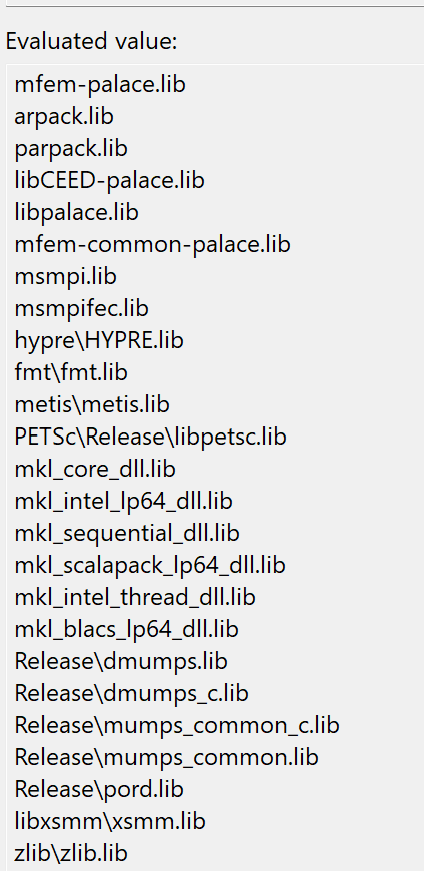 Evaluated value:
mfem-palace.lib
arpack.lib
parpack.lib
libCEED-palace.lib
libpalace.lib
mfem-common-palace.lib
msmpi.lib
msmpifec.lib
hypre\HYPRE.lib
fmt\fmt.lib
metis\metis.lib
PETSc\Release\libpetsc.lib
mkl_core_dll.lib
mkl_intel_lp64_dll.lib
mkl_sequential_dll.lib
mkl_scalapack_lp64_dll.lib
mkl_intel_thread_dll.lib
mkl_blacs_lp64_dll.lib
Release\dmumps.lib
Release\dmumps_c.lib
Release\mumps_common_c.lib
Release\mumps_common.lib
Release\pord.lib
libxsmm\xsmm.lib
zlib\zlib.lib